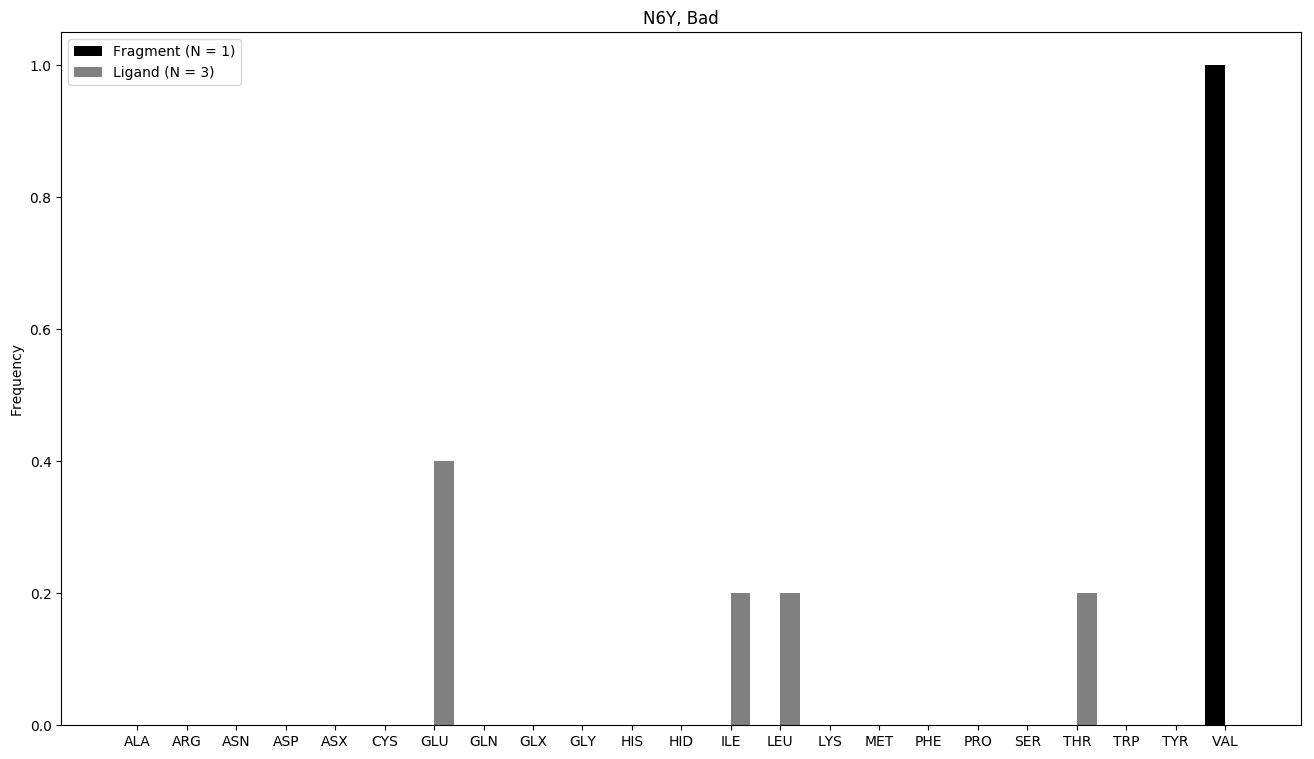 N6Y, Bad
Fragment (N = 1)
Ligand (N = 3)
Frequency
1.0
0.8
0.6
0.4
0.2
0.0
ALA ARG ASN ASP ASX CYS GLU GLN GLX GLY HIS HID ILE LEU LYS MET PHE PRO SER THR TRP TYR VAL